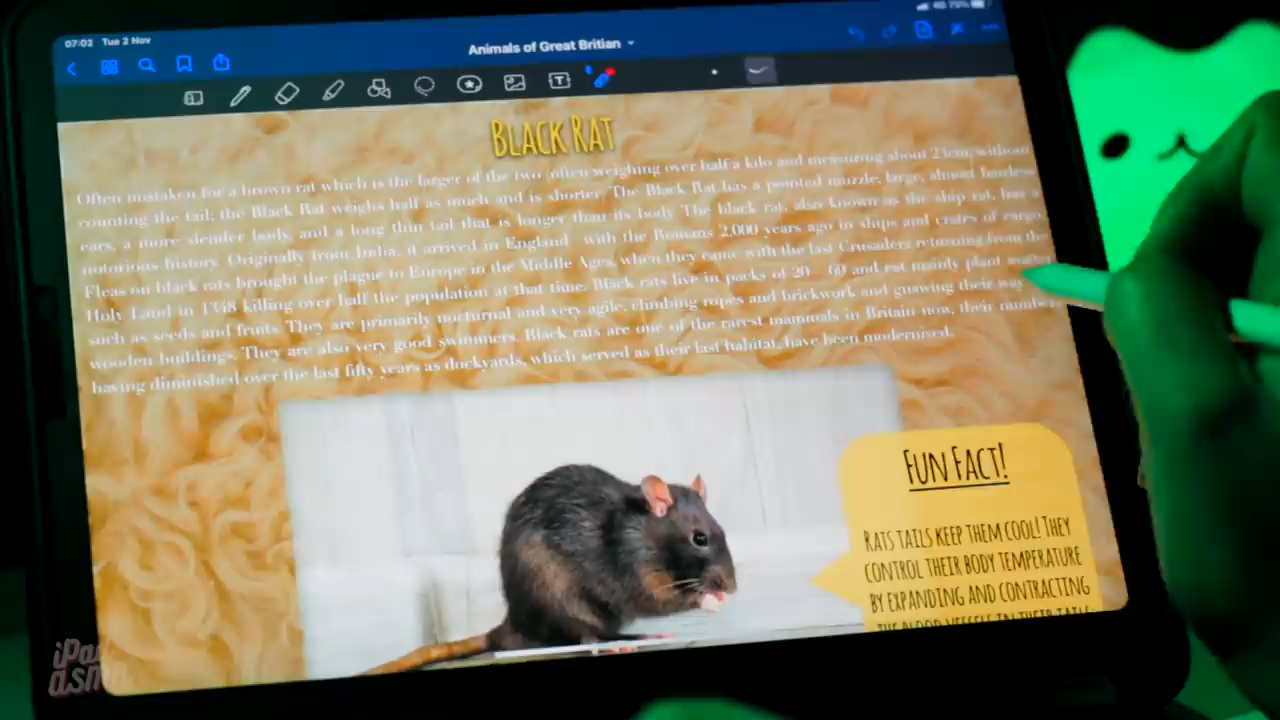 07:02 Tue 2 Nov
4G 79%
Animals of Great Britian
BLACK RAT
Often mistaken for a brown rat which is the larger of the two, often weighing over half a kilo and measuring about 23cm, without
counting the tail; the Black Rat weighs half as much and is shorter. The Black Rat has a pointed muzzle, large, almost hairless
ears, a more slender body, and a long thin tail that is longer than its body. The black rat, also known as the ship rat, has a
notorious history. Originally from India, it arrived in England with the Romans 2,000 years ago in ships and crates of cargo.
Fleas on black rats brought the plague to Europe in the Middle Ages, when they came with the last Crusaders returning from the
Holy Land in 1348 killing over half the population at that time. Black rats live in packs of 20 - 60 and eat mainly plant matter
such as seeds and fruits. They are primarily nocturnal and very agile, climbing ropes and brickwork and gnawing their way
wooden buildings. They are also very good swimmers. Black rats are one of the rarest mammals in Britain now, their numbers
having diminished over the last fifty years as dockyards, which served as their last habitat, have been modernised.
FUN FACT!
RATS TAILS KEEP THEM COOL! THEY
CONTROL THEIR BODY TEMPERATURE
BY EXPANDING AND CONTRACTING
THE BLOOD VESSELS IN THEIR TAILS
iPad
asmr